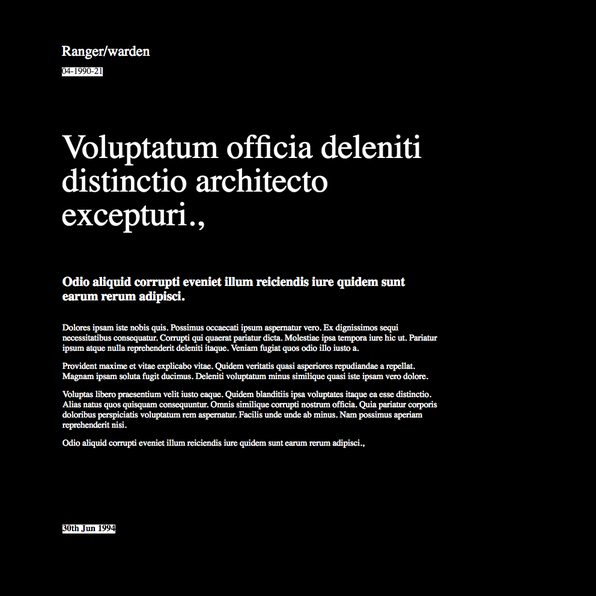 Ranger/warden
04-1990-21
Voluptatum officia deleniti
distinctio architecto
excepturi.,
Odio aliquid corrupti eveniet illum reiciendis iure quidem sunt
earum rerum adipisci.
Dolores ipsam iste nobis quis. Possimus occaecati ipsum aspernatur vero. Ex dignissimos sequi
necessitatibus consequatur. Corrupti qui quaerat pariatur dicta. Molestiae ipsa tempora iure hic ut. Pariatur
ipsum atque nulla reprehenderit deleniti itaque. Veniam fugiat quos odio illo iusto a.
Provident maxime et vitae explicabo vitae. Quidem veritatis quasi asperiores repudiandae a repellat.
Magnam ipsam soluta fugit ducimus. Deleniti voluptatum minus similique quasi iste ipsam vero dolore.
Voluptas libero praesentium velit iusto eaque. Quidem blanditiis ipsa voluptates itaque ea esse distinctio.
Alias natus quos quisquam consequuntur. Omnis similique corrupti nostrum officia. Quia pariatur corporis
doloribus perspiciatis voluptatum rem aspernatur. Facilis unde unde ab minus. Nam possimus aperiam
reprehenderit nisi.
Odio aliquid corrupti eveniet illum reiciendis iure quidem sunt earum rerum adipisci.,
30th Jun 1994